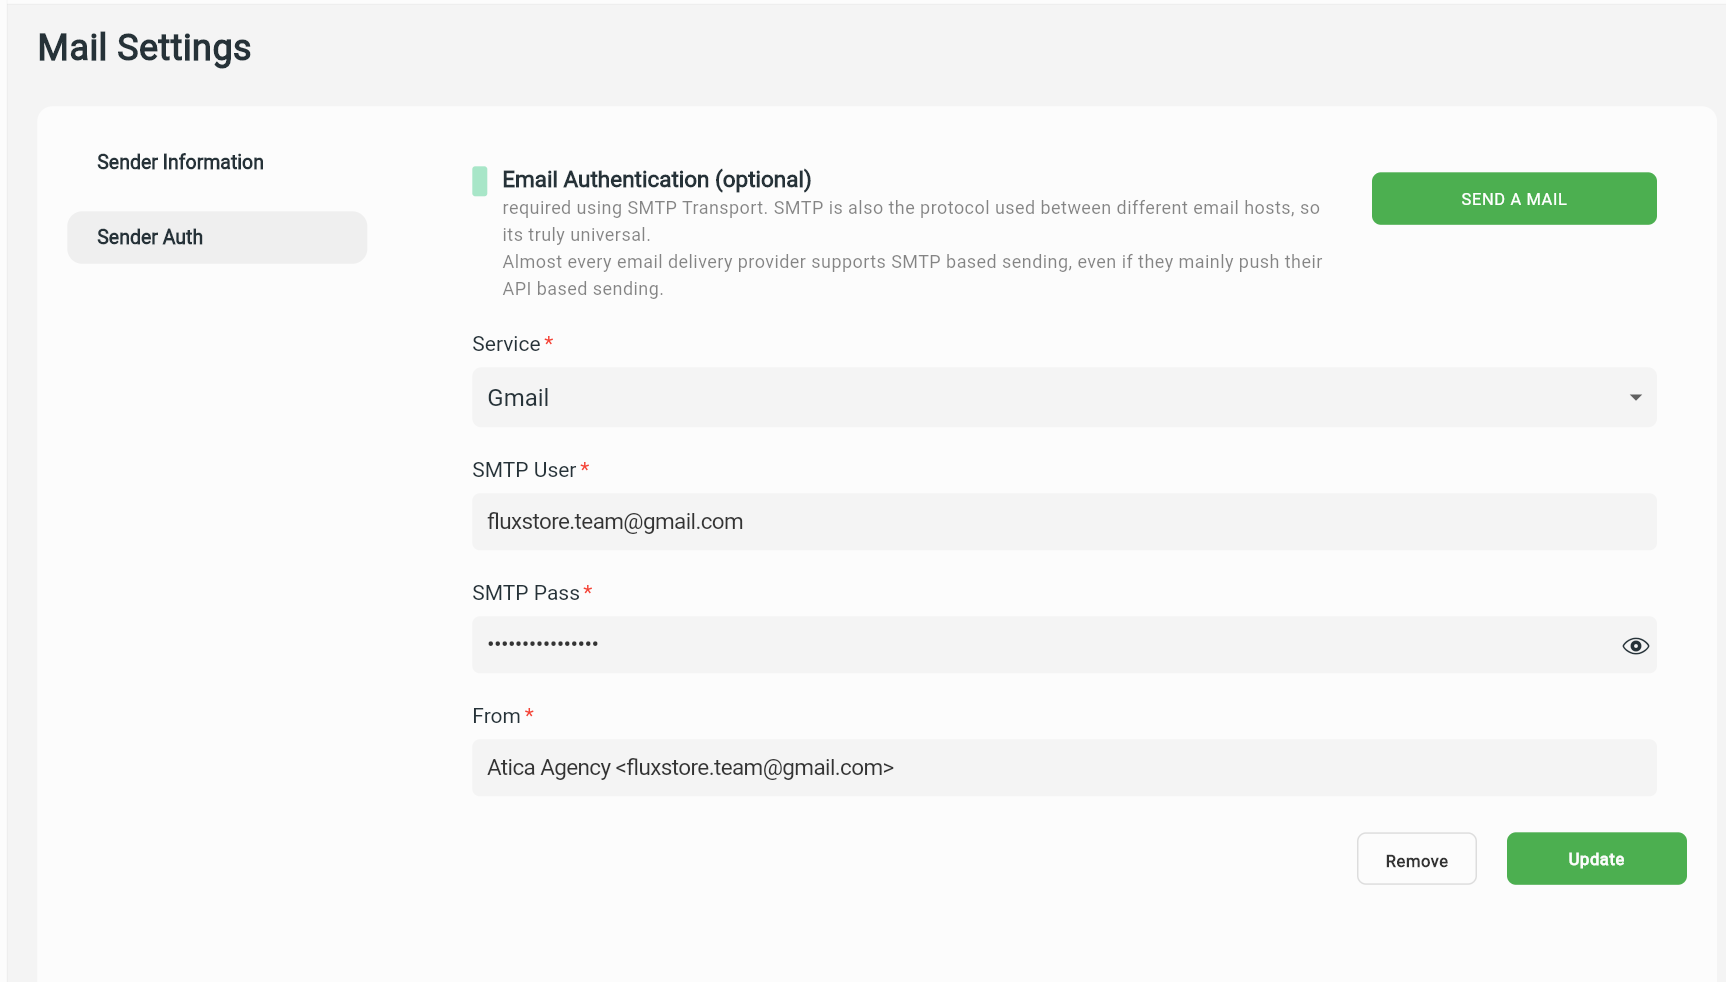 Mail Settings
Sender Information
Sender Auth
Email Authentication (optional)
required using SMTP Transport. SMTP is also the protocol used between different email hosts, so
its truly universal.
Almost every email delivery provider supports SMTP based sending, even if they mainly push their
API based sending.
SEND A MAIL
Service *
Gmail
SMTP User *
fluxstore.team@gmail.com
SMTP Pass *
••••••••••••••••
From *
Atica Agency <fluxstore.team@gmail.com>
Remove
Update